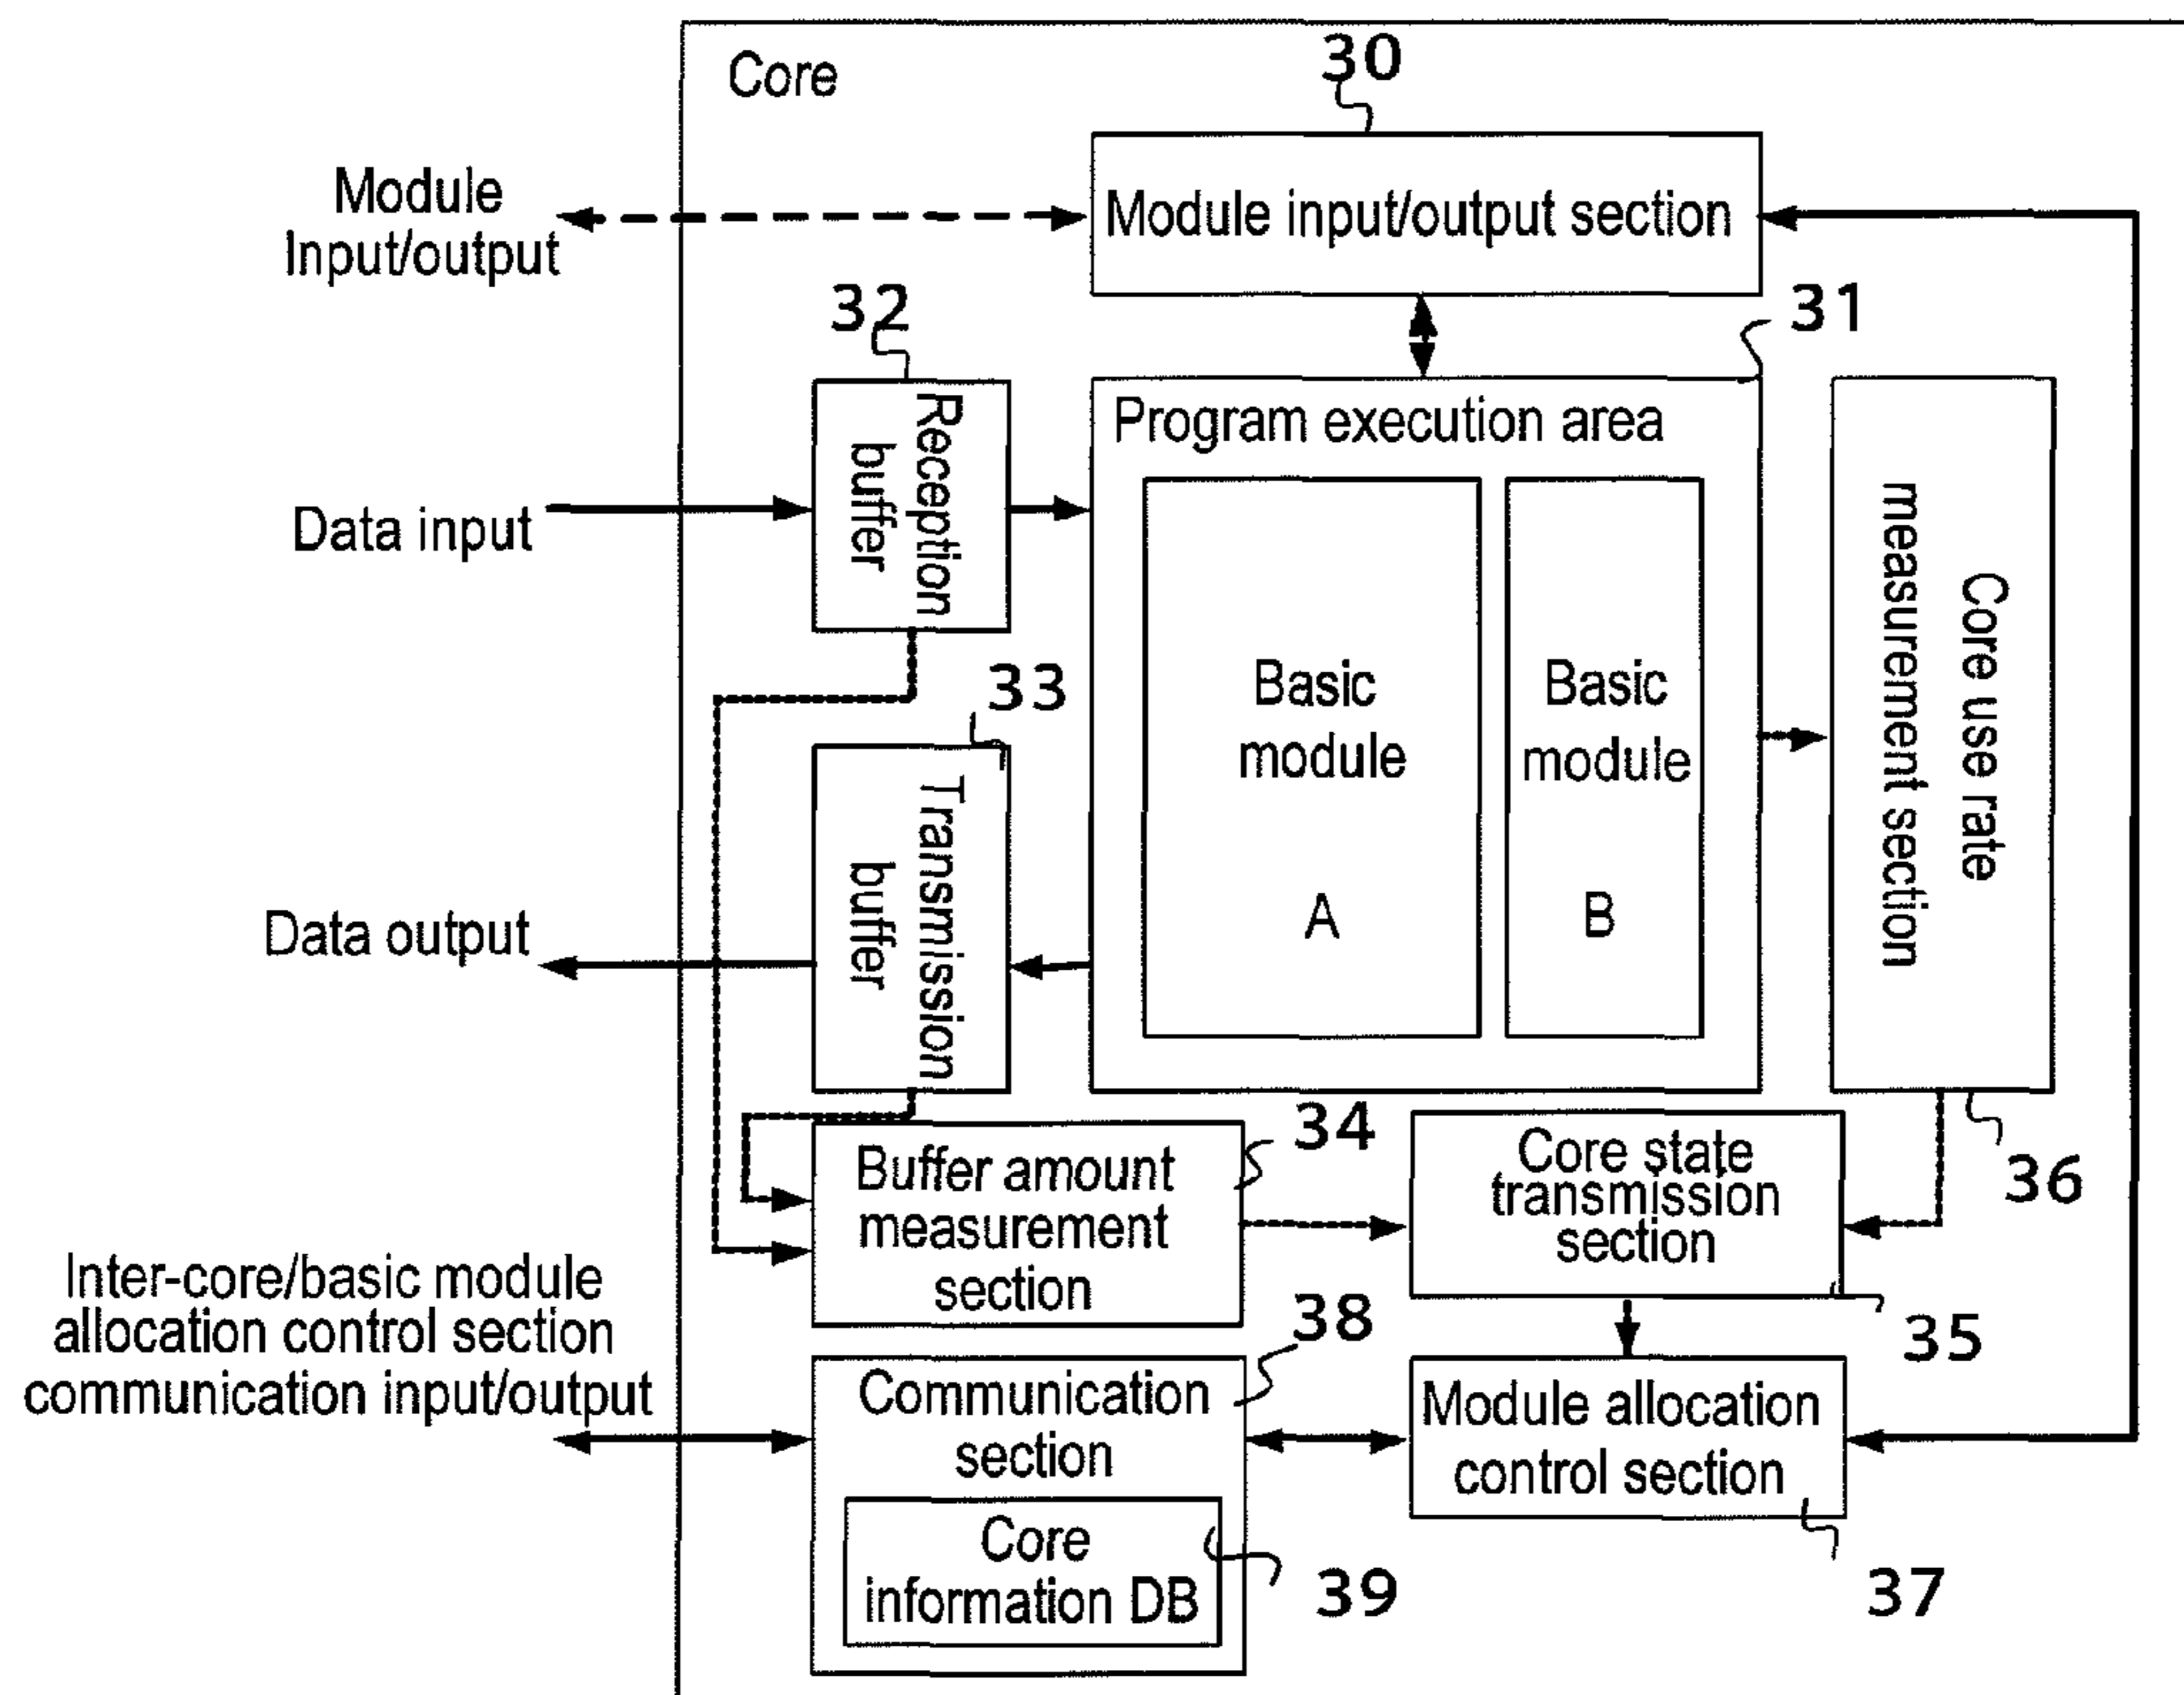 Core
30
Module
Input/output
Module input/output section
32
31
Reception
buffer
Program execution area
Data input
Basic
module
A
Basic
module
B
Core use rate
measurement section
33
Transmission
buffer
Data output
34
Buffer amount
measurement
section
Core state
transmission
section
36
35
Inter-core/basic module
allocation control section
communication input/output
38
Communication
section
Module allocation
control section
Core
information DB
39
37